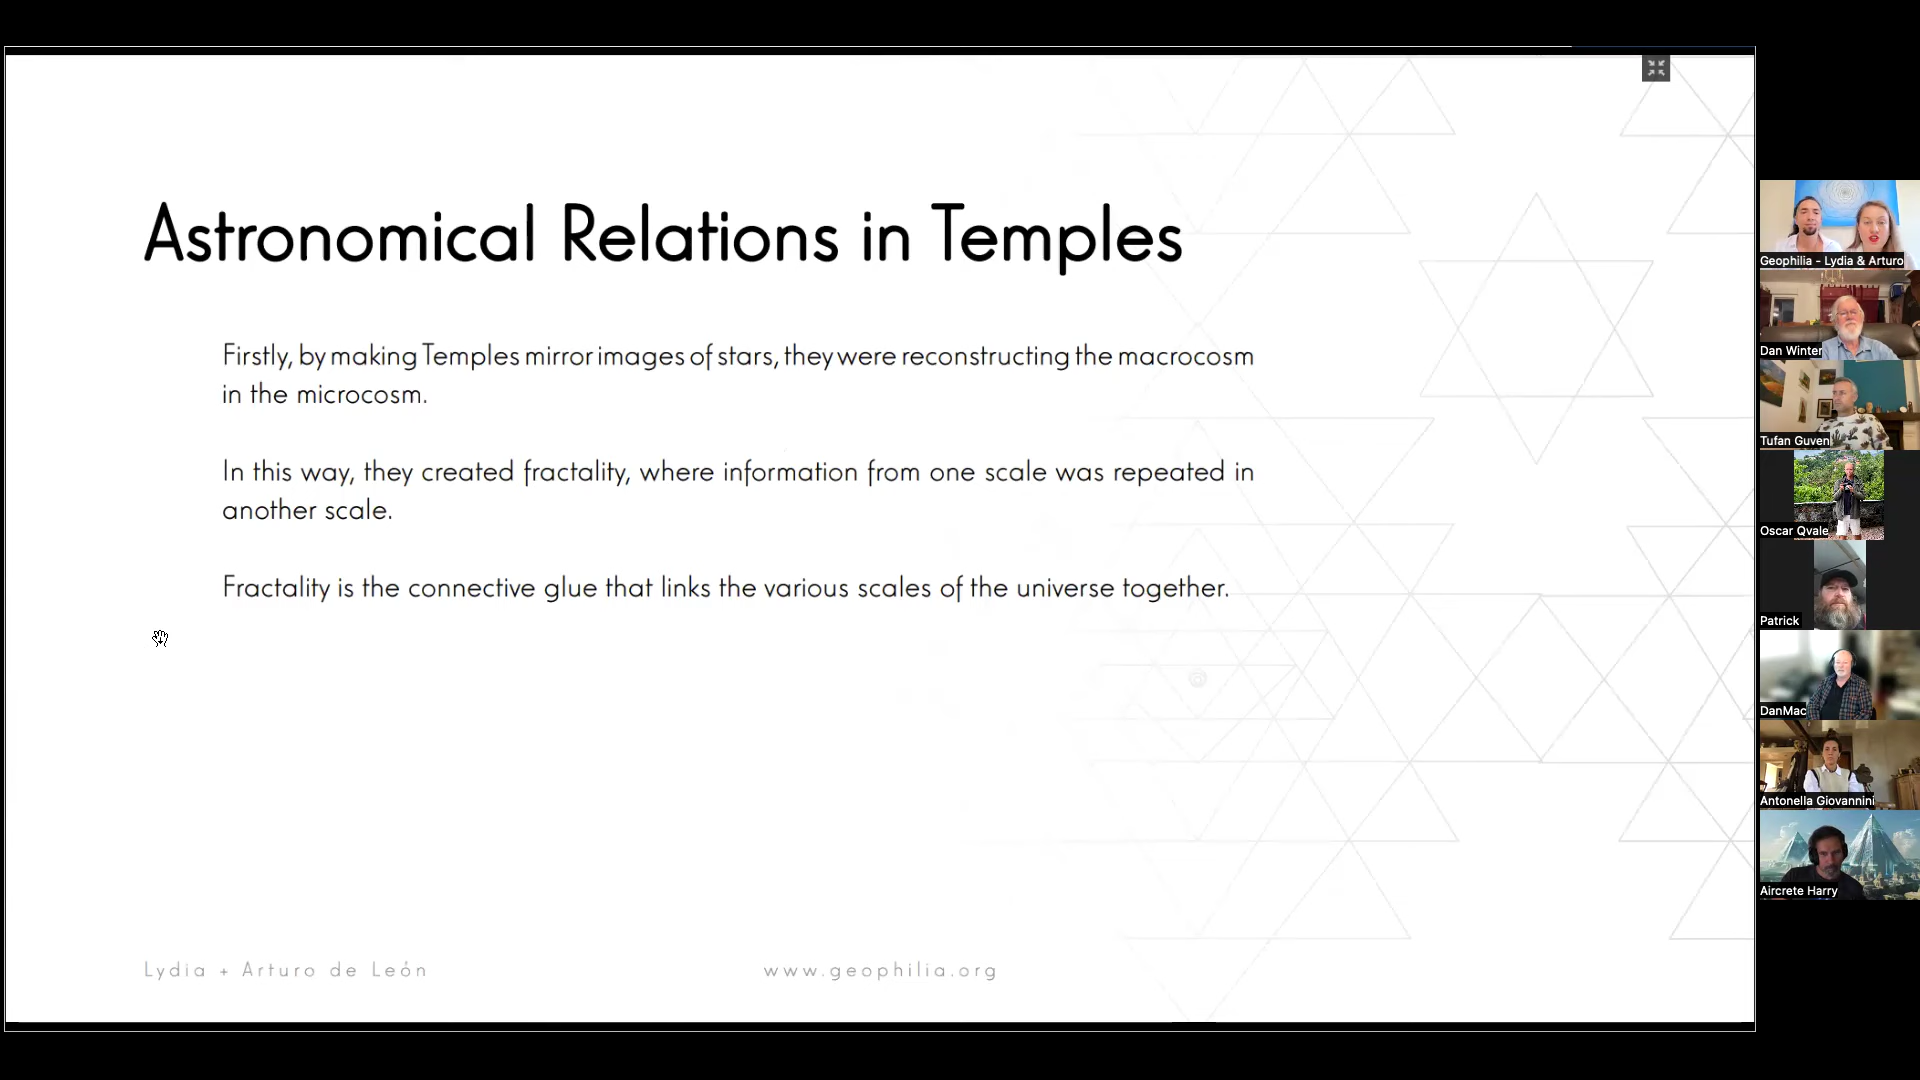 Astronomical Relations in Temples
Firstly, by making Temples mirror images of stars, they were reconstructing the macrocosm
in the microcosm.
In this way, they created fractality, where information from one scale was repeated in
another scale.
Fractality is the connective glue that links the various scales of the universe together.
Lydia + Arturo de León
www.geophilia.org
Geophilia - Lydia & Arturo
Dan Winter
Tufan Guven
Oscar Qvale
Patrick
DanMac
Antonella Giovannini
Aircrete Harry